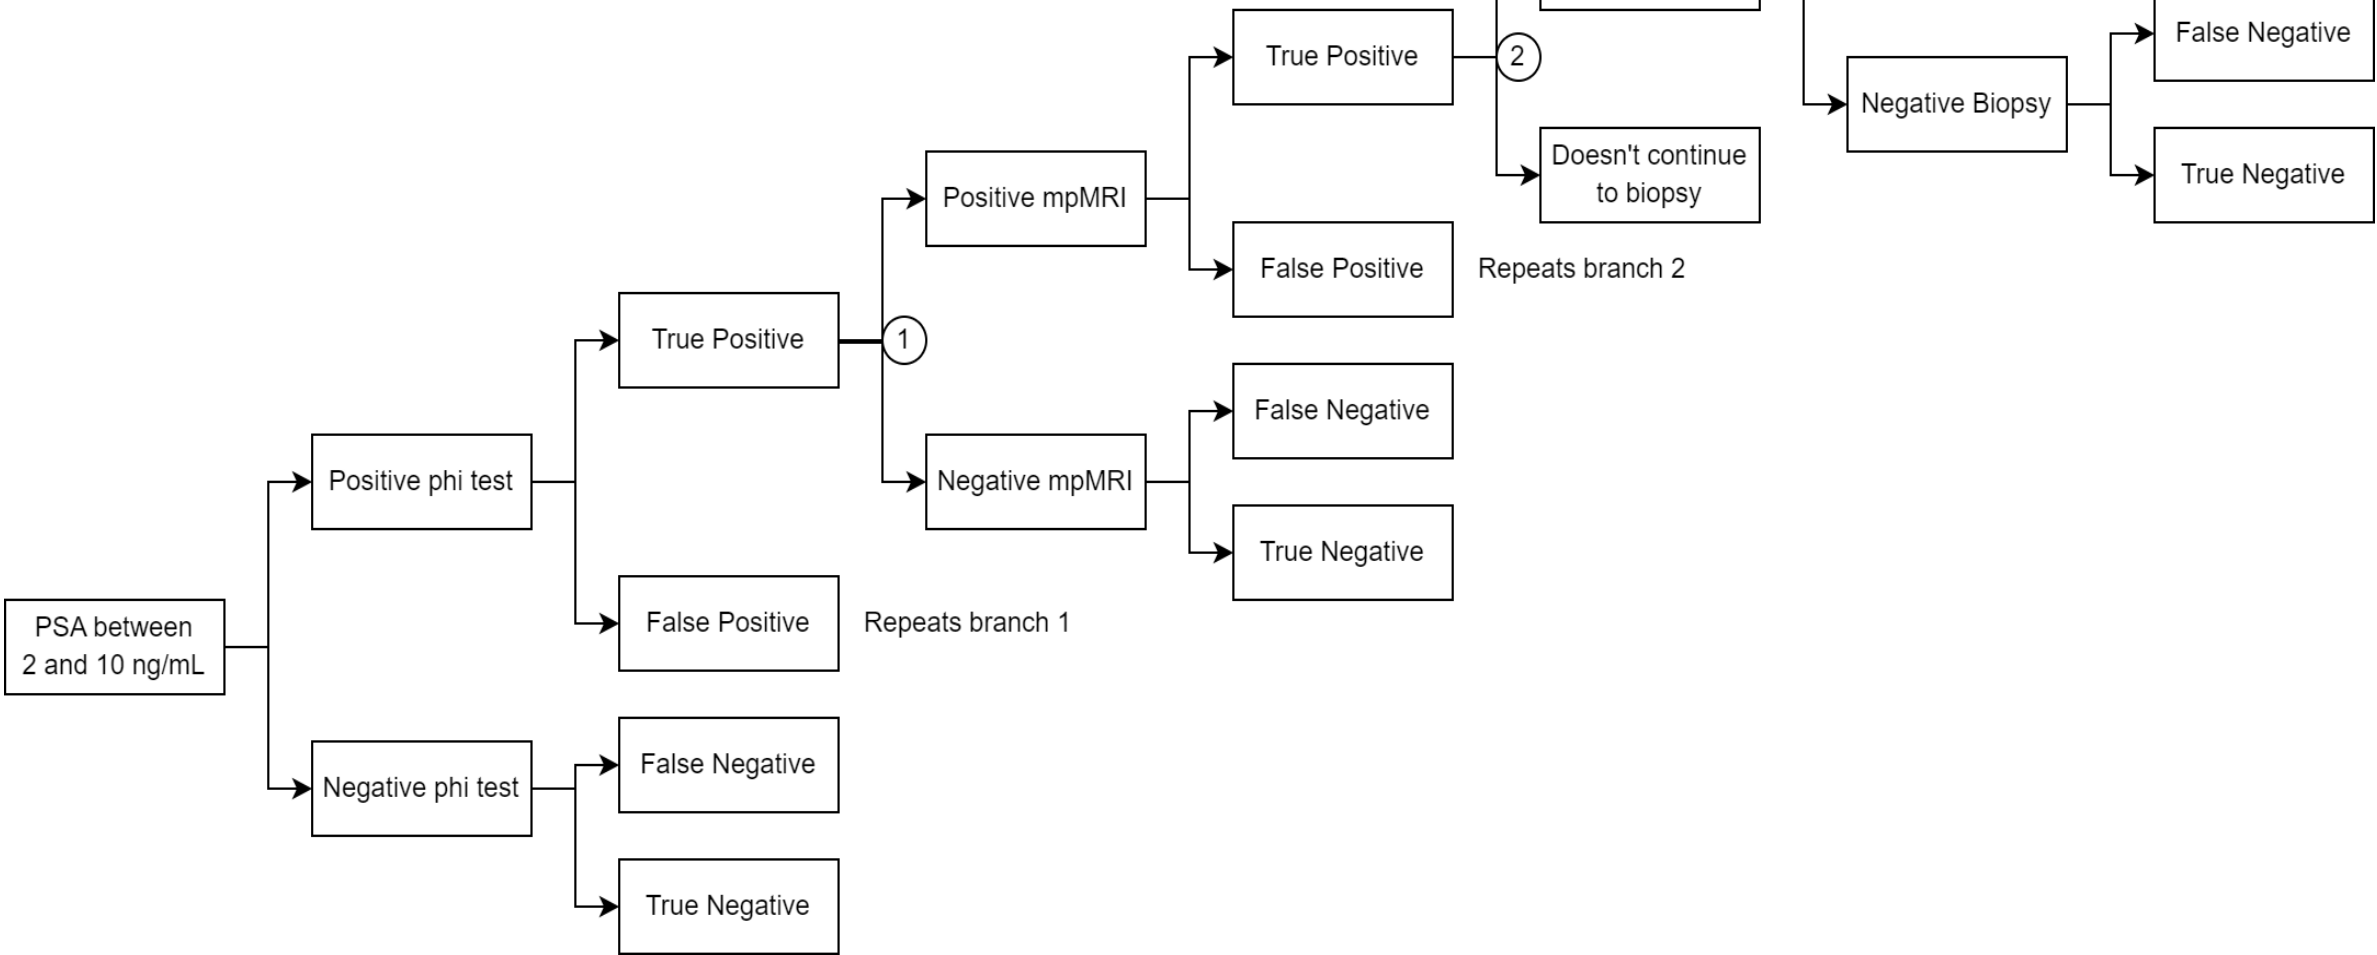 True Positive
2
False Negative
Negative Biopsy
Doesn't continue
to biopsy
True Negative
Positive mpMRI
False Positive
Repeats branch 2
True Positive
1
False Negative
Positive phi test
Negative mpMRI
True Negative
PSA between
2 and 10 ng/mL
False Positive
Repeats branch 1
False Negative
Negative phi test
True Negative